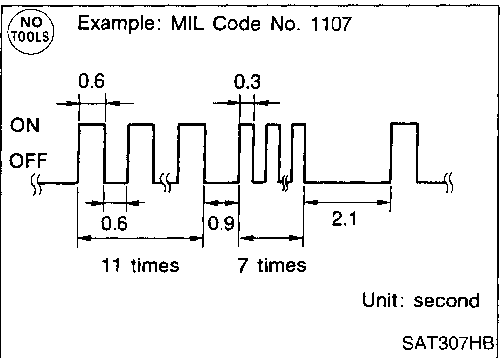 NO
TOOLS
Example: MIL Code No. 1107
0.6
0.3
ON
OFF
0.6
0.9
2.1
11 times
7 times
Unit: second
SAT307HB